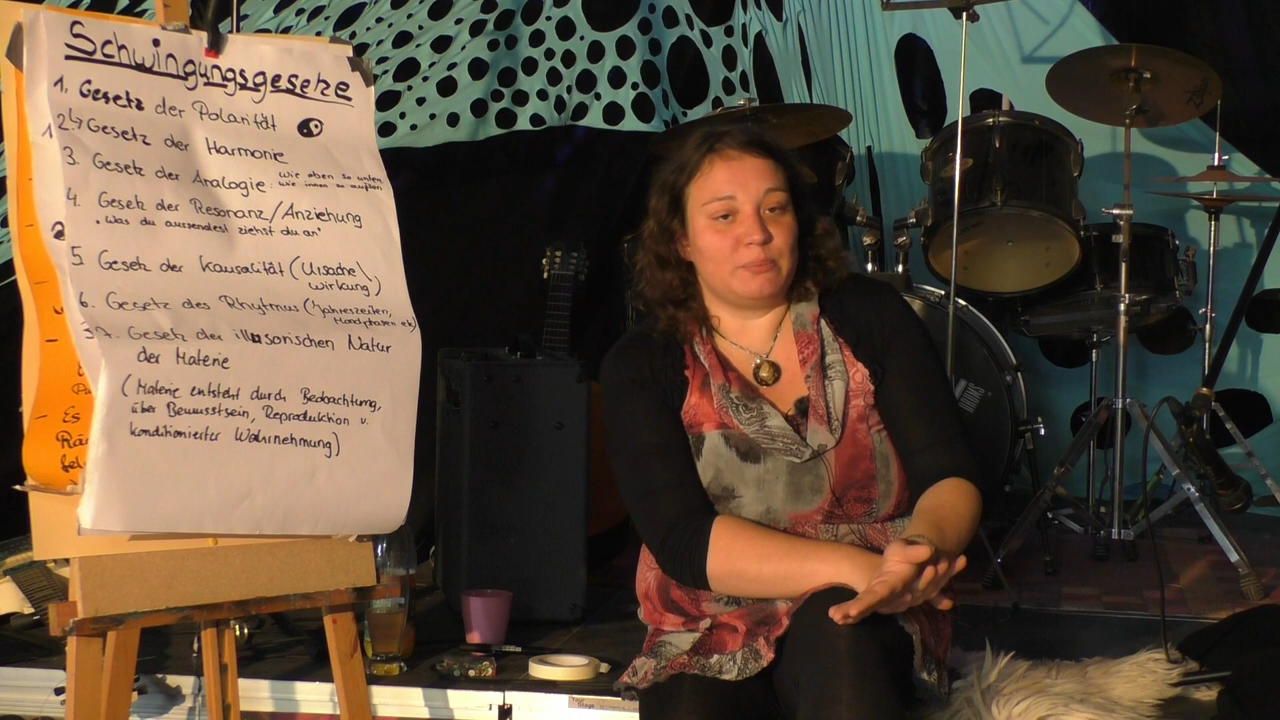 Schwingungsgesetze
1. Gesetz der Polarität
2. Gesetz der Harmonie
3. Gesetz der Analogie: wie oben so unten
wie innen so außen
4. Gesetz der Resonanz/Anziehung
"Was du aussendest ziehst du an"
5. Gesetz der Kausalität (Ursache\
wirkung)
6. Gesetz des Rhytmus (Jahreszeiten,
Mondphasen etc)
7. Gesetz der illusorischen Natur
der Materie
(Materie entsteht durch Beobachtung,
über Bewusstsein, Reproduktion u.
konditionierter Wahrnehmung)
Es